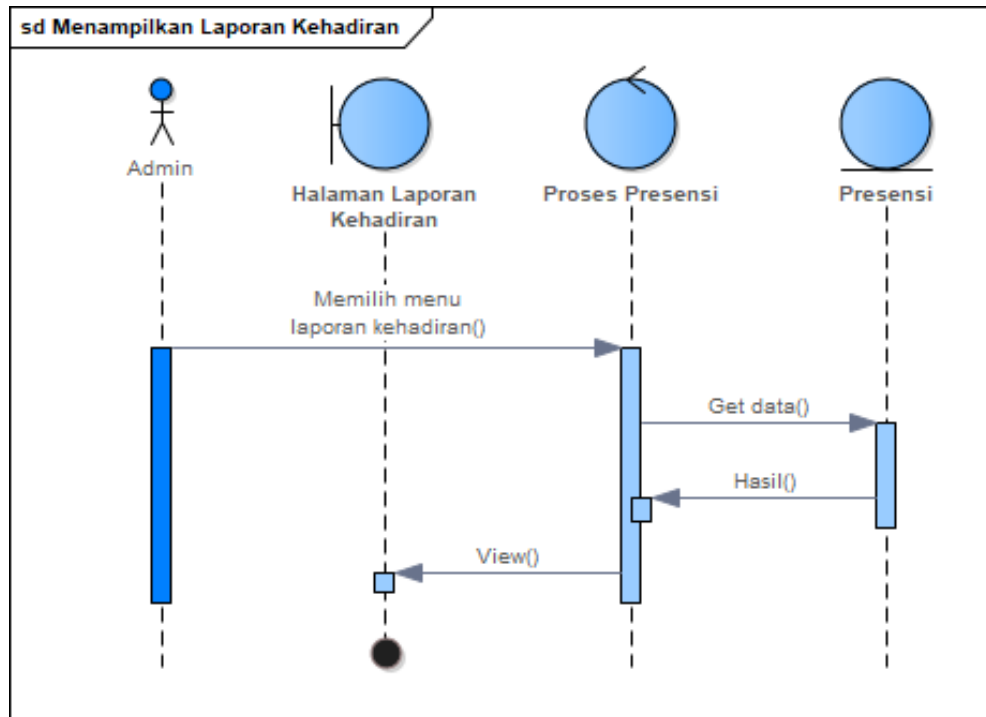 sd Menampilkan Laporan Kehadiran
Admin
Halaman Laporan
Kehadiran
Proses Presensi
Presensi
Memilih menu
laporan kehadiran()
Get data()
Hasil()
View()